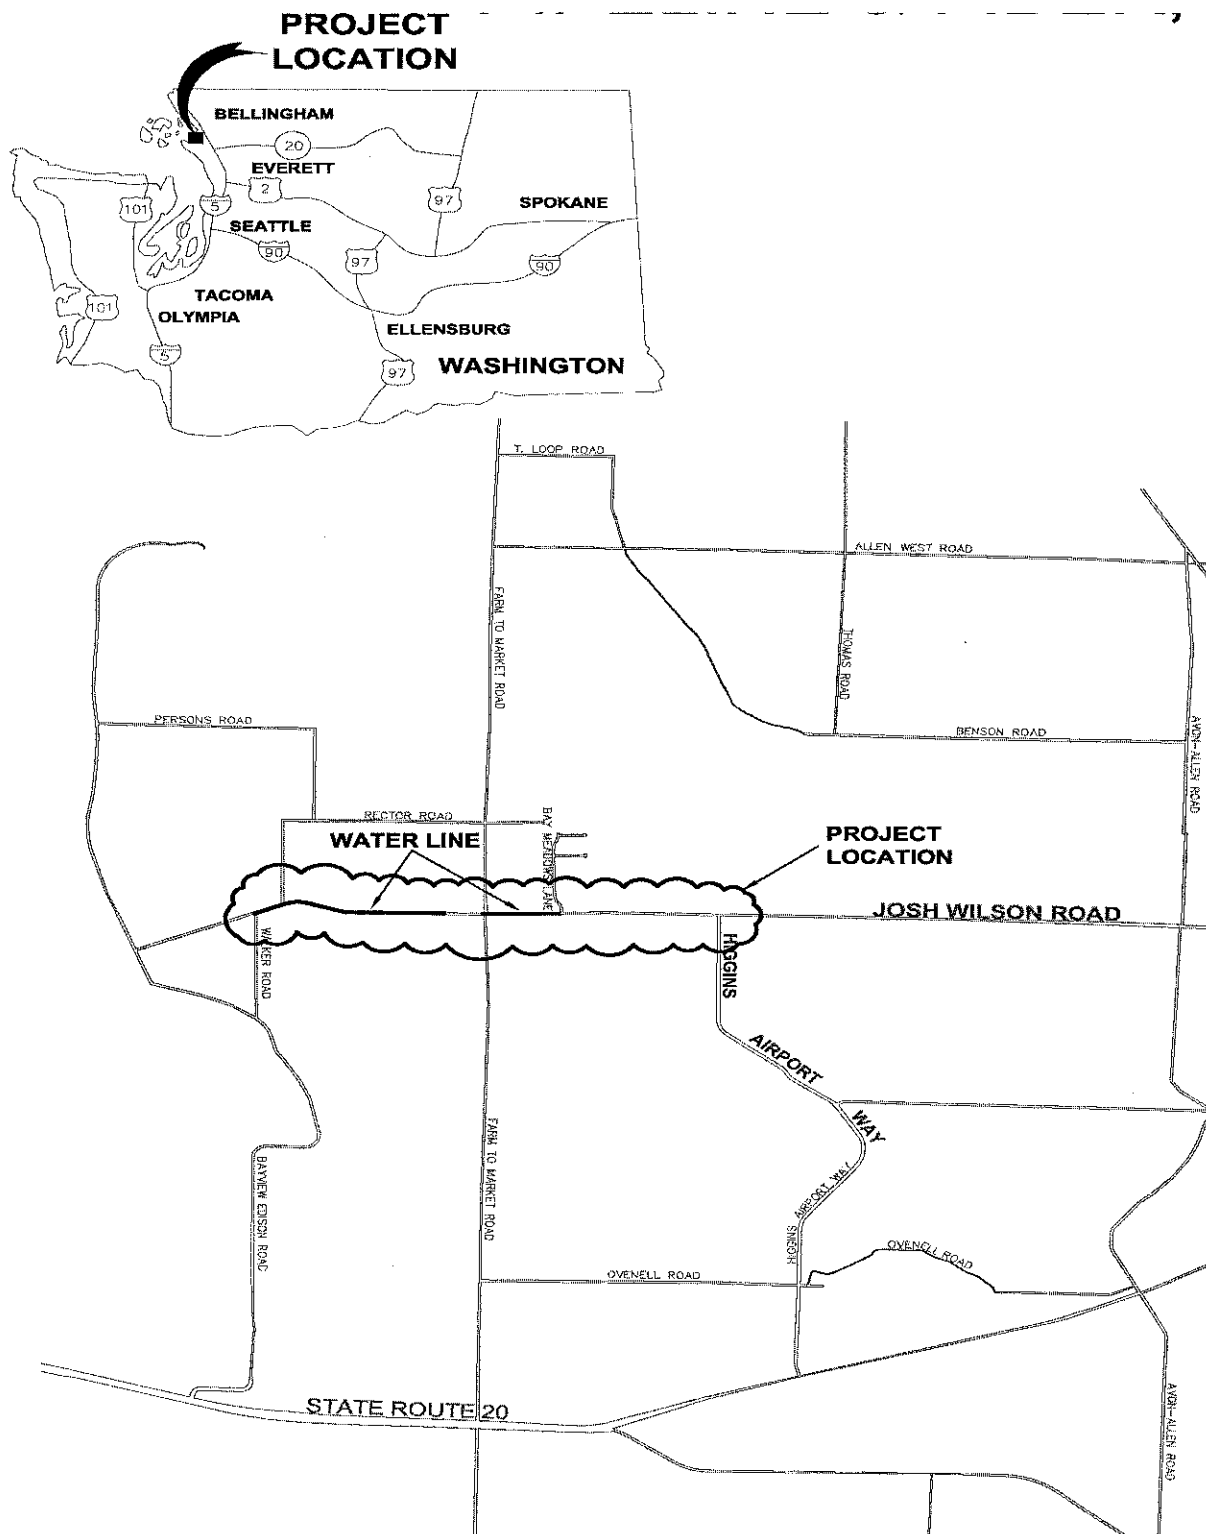 PROJECT
LOCATION
BELLINGHAM
20
EVERETT
2
101
5
97
SPOKANE
SEATTLE
90
97
90
TACOMA
101
OLYMPIA
ELLENSBURG
5
97
WASHINGTON
T. LOOP ROAD
ALLEN WEST ROAD
FARM TO MARKET ROAD
THOMAS ROAD
PERSONS ROAD
BENSON ROAD
AVON-ALLEN ROAD
RECTOR ROAD
BAY MEADOWS LANE
WATER LINE
PROJECT
LOCATION
JOSH WILSON ROAD
WALKER ROAD
HIGGINS
AIRPORT
WAY
FARM TO MARKET ROAD
BAYVIEW EDISON ROAD
AIRPORT WAY
HIGGINS
OVENELL ROAD
OVENELL ROAD
STATE ROUTE 20
AVON-ALLEN ROAD